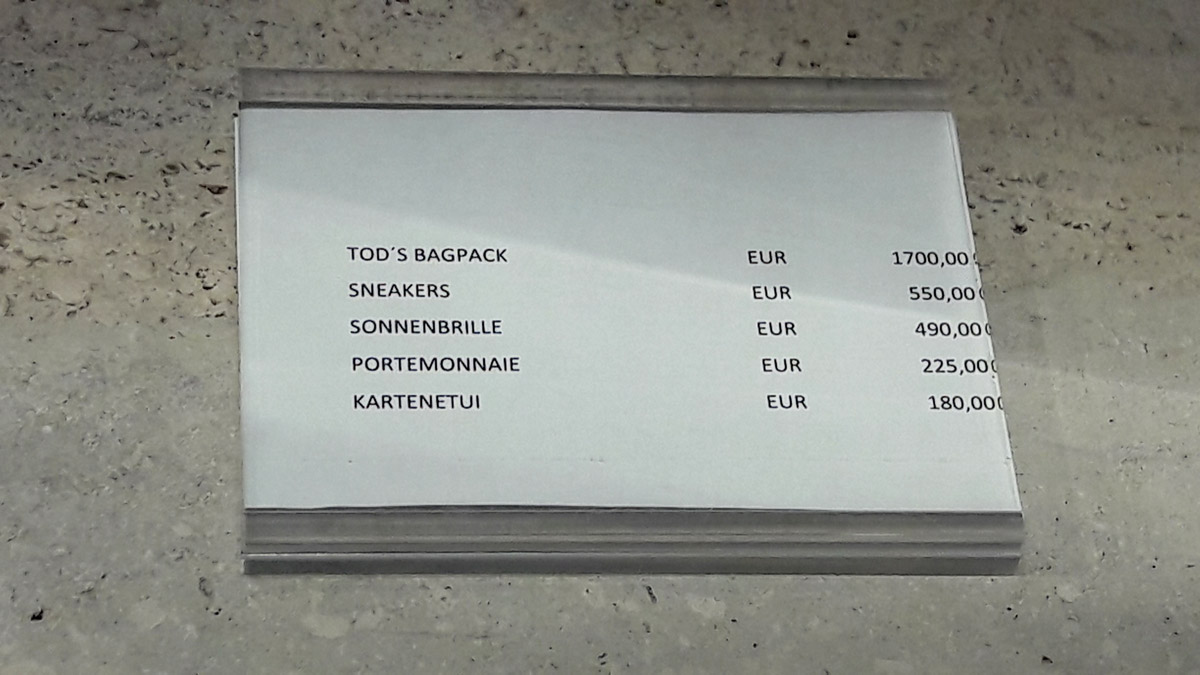 TOD´S BAGPACK EUR 1700,00
SNEAKERS EUR 550,00
SONNENBRILLE EUR 490,00
PORTEMONNAIE EUR 225,00
KARTENETUI EUR 180,00